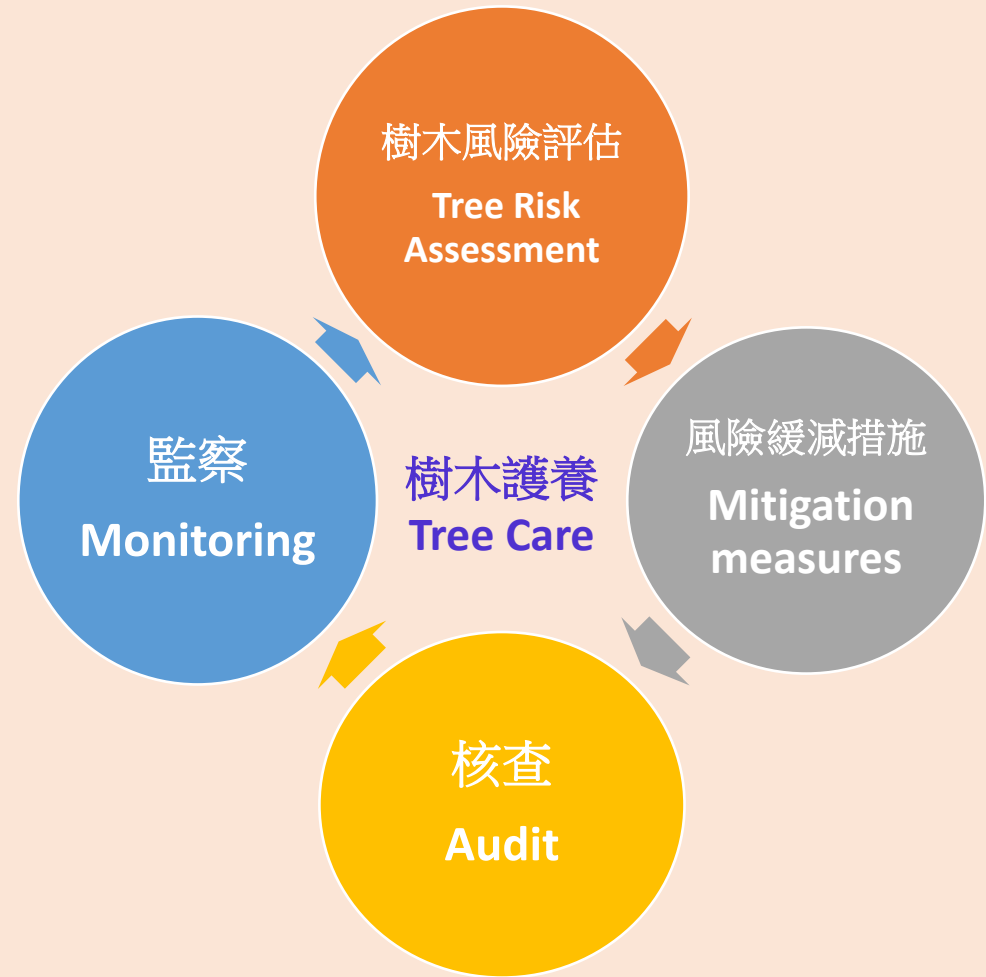 樹木風險評估
Tree Risk
Assessment
監察
Monitoring
樹木護養
Tree Care
風險緩減措施
Mitigation
measures
核查
Audit